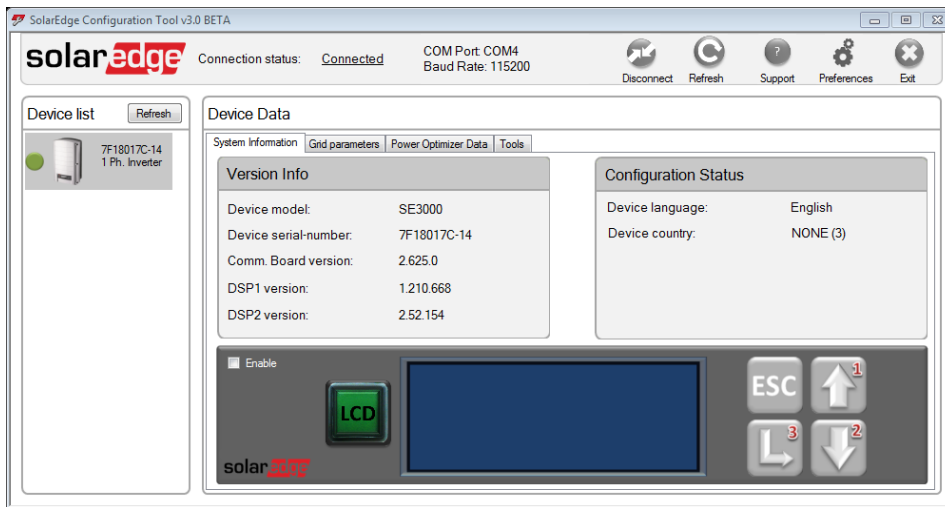 SolarEdge Configuration Tool v3.0 BETA
solaredge
Connection status: Connected
COM Port: COM4
Baud Rate: 115200
Disconnect Refresh Support Preferences Exit
Device list Refresh
7F18017C-14
1 Ph. Inverter
Device Data
System Information Grid parameters Power Optimizer Data Tools
Version Info
Device model: SE3000
Device serial-number: 7F18017C-14
Comm. Board version: 2.625.0
DSP1 version: 1.210.668
DSP2 version: 2.52.154
Configuration Status
Device language: English
Device country: NONE (3)
Enable
LCD
solaredge
ESC 1
3 2